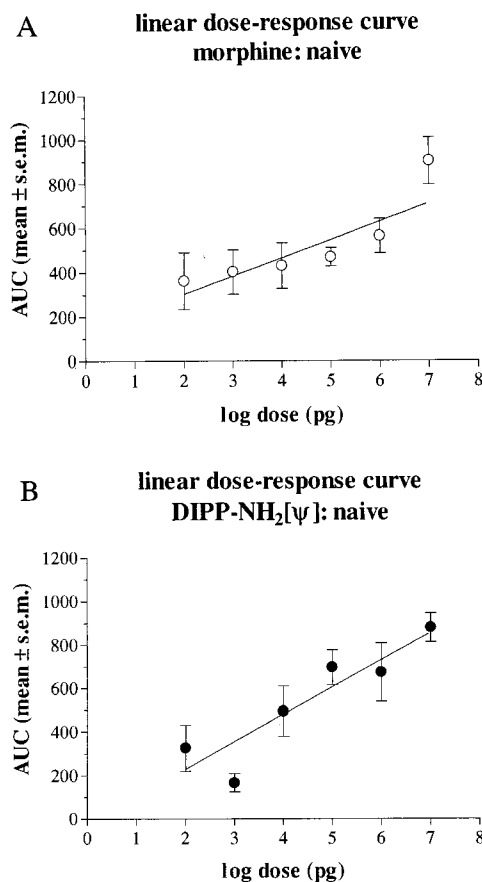 A
linear dose-response curve
morphine: naive
1200
1000
800
600
400
200
0
AUC (mean ± s.e.m.)
0 1 2 3 4 5 6 7 8
log dose (pg)
B
linear dose-response curve
DIPP-NH₂[ψ]: naive
1200
1000
800
600
400
200
0
AUC (mean ± s.e.m.)
0 1 2 3 4 5 6 7 8
log dose (pg)